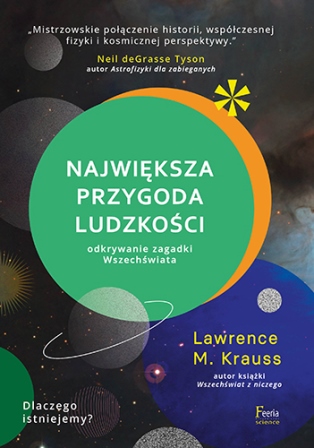 „Mistrzowskie połączenie historii, współczesnej
fizyki i kosmicznej perspektywy.”
Neil deGrasse Tyson
autor Astrofizyki dla zabieganych
NAJWIĘKSZA
PRZYGODA
LUDZKOŚCI
odkrywanie zagadki
Wszechświata
Lawrence
M. Krauss
autor książki
Wszechświat z niczego
Dlaczego
istniejemy?
Feeria
science